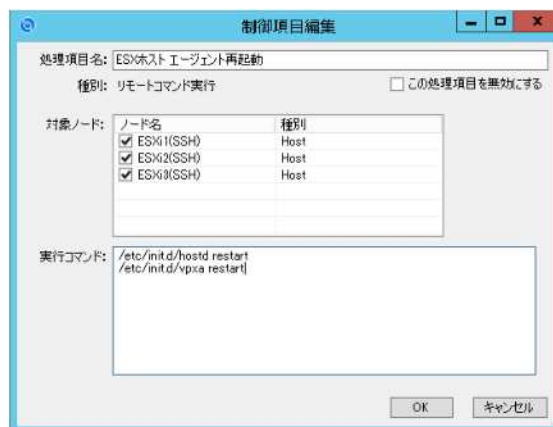 制御項目編集
処理項目名: ESXホスト エージェント再起動
種別: リモートコマンド実行 この処理項目を無効にする
対象ノード: ノード名 種別
ESXi1(SSH) Host
ESXi2(SSH) Host
ESXi3(SSH) Host
実行コマンド: /etc/init.d/hostd restart
/etc/init.d/vpxa restart
OK キャンセル